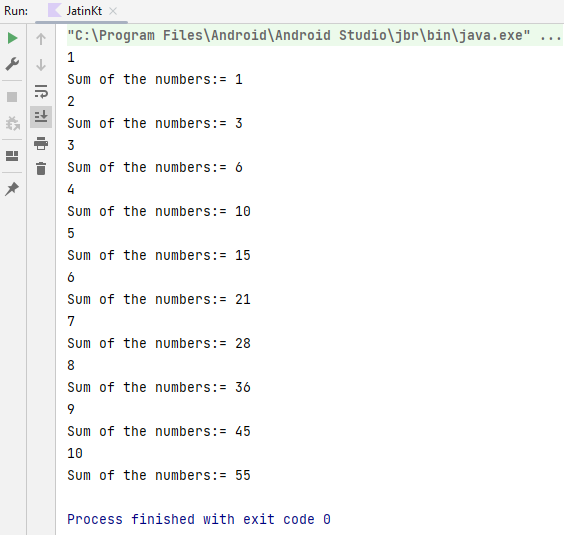 Run: JatinKt
"C:\Program Files\Android\Android Studio\jbr\bin\java.exe" ...
1
Sum of the numbers:= 1
2
Sum of the numbers:= 3
3
Sum of the numbers:= 6
4
Sum of the numbers:= 10
5
Sum of the numbers:= 15
6
Sum of the numbers:= 21
7
Sum of the numbers:= 28
8
Sum of the numbers:= 36
9
Sum of the numbers:= 45
10
Sum of the numbers:= 55
Process finished with exit code 0